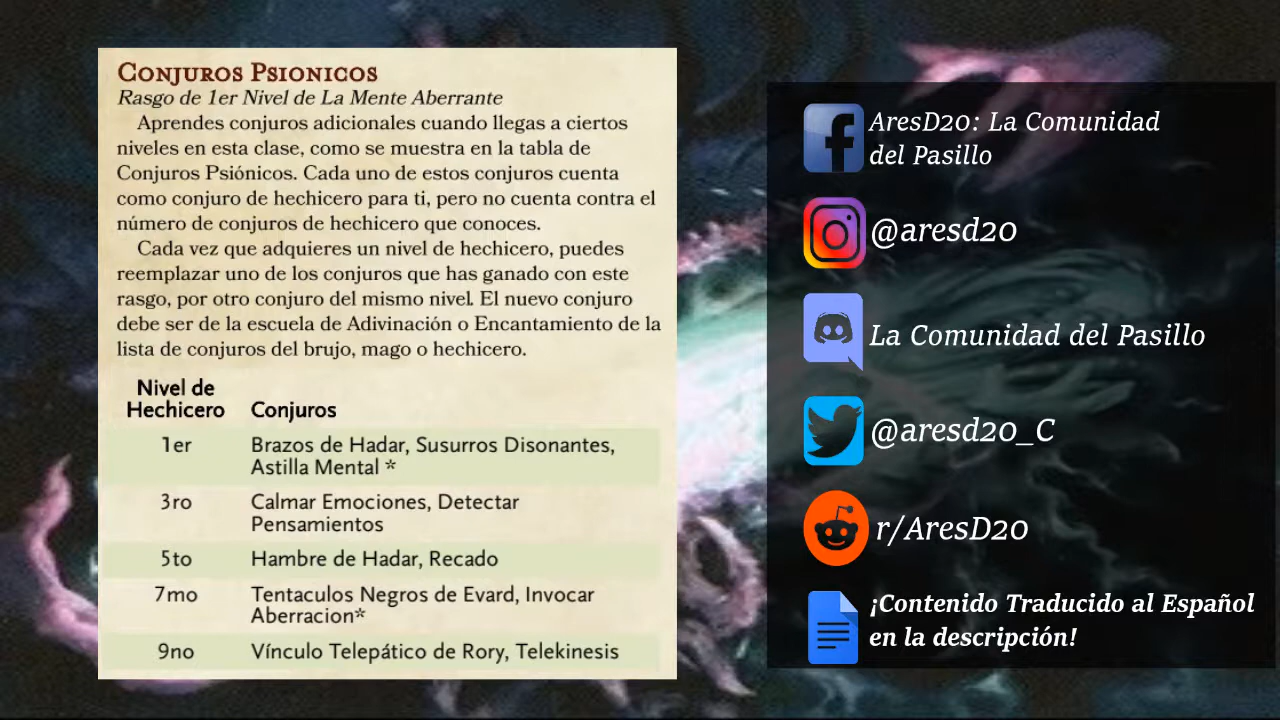 Conjuros Psionicos
Rasgo de 1er Nivel de La Mente Aberrante
Aprendes conjuros adicionales cuando llegas a ciertos
niveles en esta clase, como se muestra en la tabla de
Conjuros Psiónicos. Cada uno de estos conjuros cuenta
como conjuro de hechicero para ti, pero no cuenta contra el
número de conjuros de hechicero que conoces.
Cada vez que adquieres un nivel de hechicero, puedes
reemplazar uno de los conjuros que has ganado con este
rasgo, por otro conjuro del mismo nivel. El nuevo conjuro
debe ser de la escuela de Adivinación o Encantamiento de la
lista de conjuros del brujo, mago o hechicero.
Nivel de
Hechicero Conjuros
1er Brazos de Hadar, Susurros Disonantes,
Astilla Mental *
3ro Calmar Emociones, Detectar
Pensamientos
5to Hambre de Hadar, Recado
7mo Tentaculos Negros de Evard, Invocar
Aberracion*
9no Vínculo Telepático de Rory, Telekinesis
AresD20: La Comunidad
del Pasillo
@aresd20
La Comunidad del Pasillo
@aresd20_C
r/AresD20
¡Contenido Traducido al Español
en la descripción!